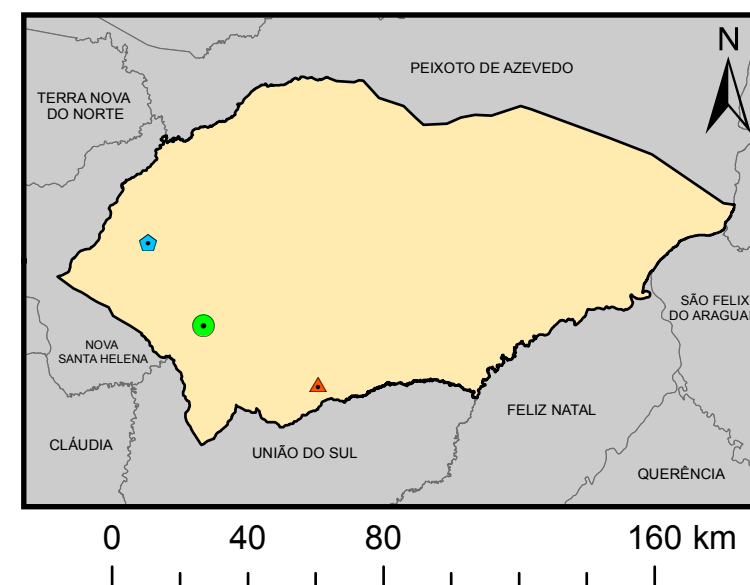 N
PEIXOTO DE AZEVEDO
TERRA NOVA
DO NORTE
SÃO FELIX
DO ARAGUA
NOVA
SANTA HELENA
FELIZ NATAL
CLÁUDIA
UNIÃO DO SUL
QUERÊNCIA
0 40 80 160 km